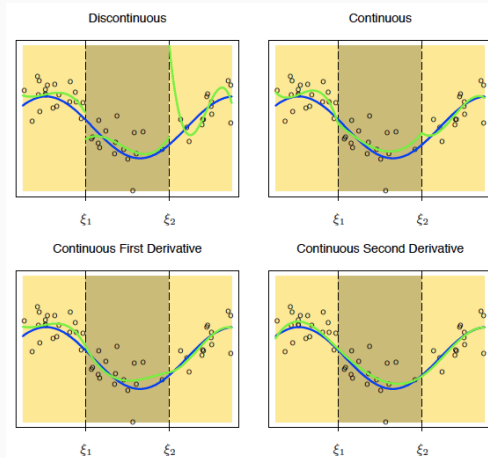 Discontinuous
Continuous
ξ1
ξ2
ξ1
ξ2
Continuous First Derivative
Continuous Second Derivative
ξ1
ξ2
ξ1
ξ2